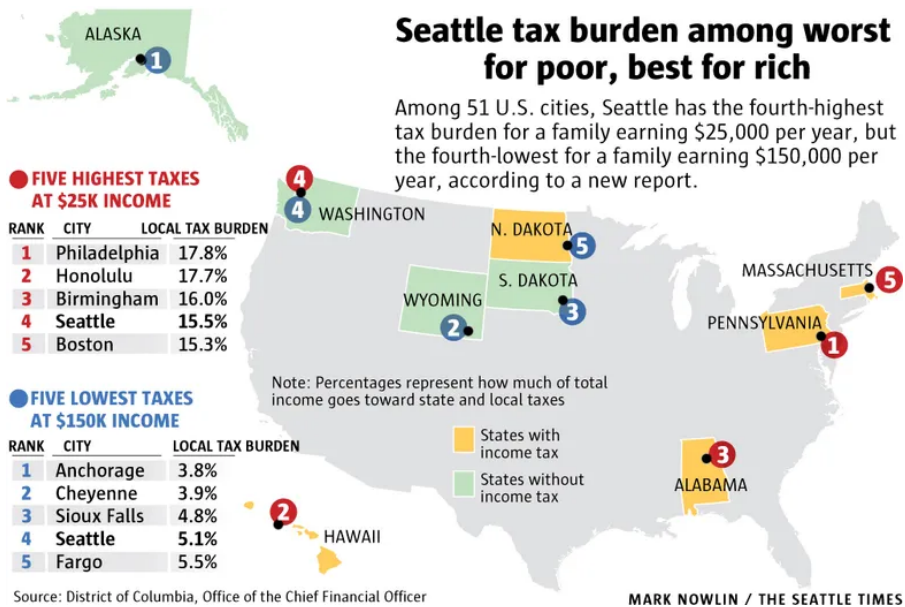 Seattle tax burden among worst
for poor, best for rich
Among 51 U.S. cities, Seattle has the fourth-highest
tax burden for a family earning $25,000 per year, but
the fourth-lowest for a family earning $150,000 per
year, according to a new report.
ALASKA
1
FIVE HIGHEST TAXES
AT $25K INCOME
RANK CITY LOCAL TAX BURDEN
1 Philadelphia 17.8%
2 Honolulu 17.7%
3 Birmingham 16.0%
4 Seattle 15.5%
5 Boston 15.3%
FIVE LOWEST TAXES
AT $150K INCOME
RANK CITY LOCAL TAX BURDEN
1 Anchorage 3.8%
2 Cheyenne 3.9%
3 Sioux Falls 4.8%
4 Seattle 5.1%
5 Fargo 5.5%
4
4
WASHINGTON
N. DAKOTA
5
S. DAKOTA
3
WYOMING
2
MASSACHUSETTS
5
PENNSYLVANIA
1
Note: Percentages represent how much of total
income goes toward state and local taxes
States with
income tax
States without
income tax
3
ALABAMA
2
HAWAII
Source: District of Columbia, Office of the Chief Financial Officer
MARK NOWLIN / THE SEATTLE TIMES